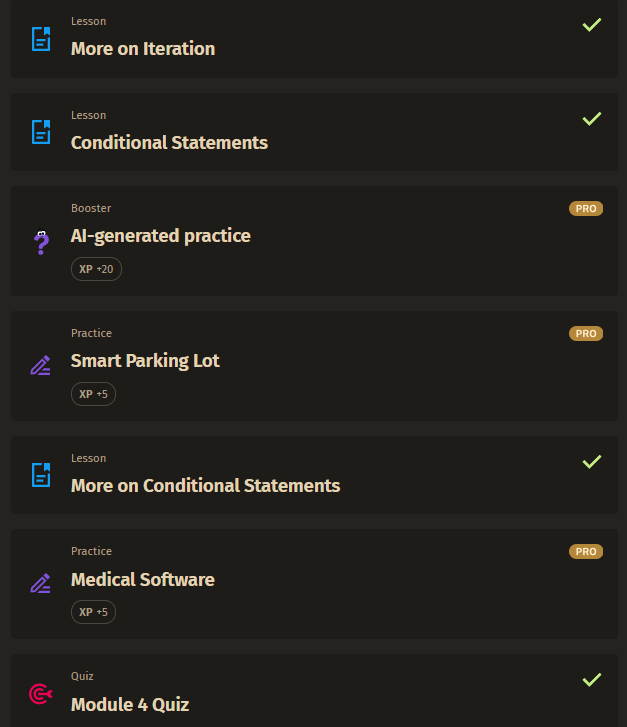 Lesson
More on Iteration
Lesson
Conditional Statements
Booster
PRO
AI-generated practice
XP +20
Practice
PRO
Smart Parking Lot
XP +5
Lesson
More on Conditional Statements
Practice
PRO
Medical Software
XP +5
Quiz
Module 4 Quiz